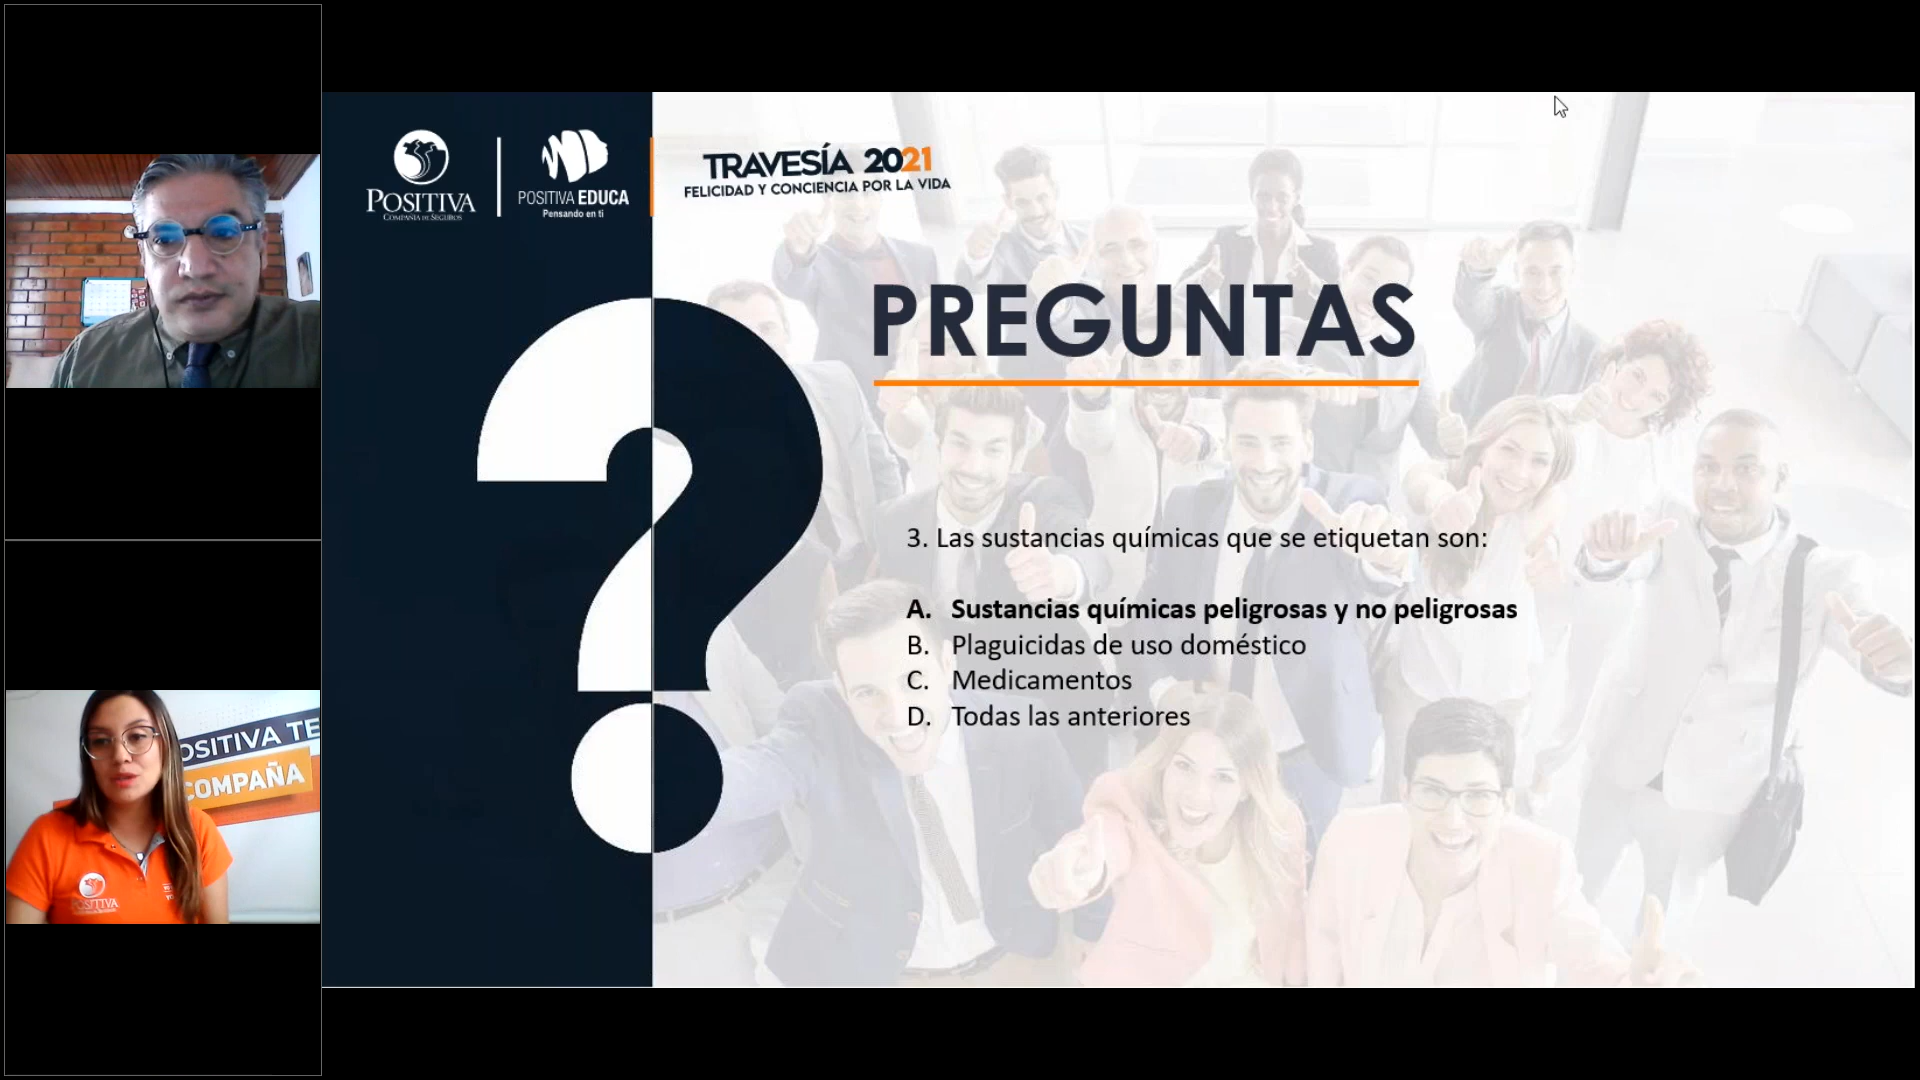 POSITIVA
COMPAÑÍA DE SEGUROS
POSITIVA EDUCA
Pensando en ti
TRAVESÍA 2021
FELICIDAD Y CONCIENCIA POR LA VIDA
PREGUNTAS
3. Las sustancias químicas que se etiquetan son:
A. Sustancias químicas peligrosas y no peligrosas
B. Plaguicidas de uso doméstico
C. Medicamentos
D. Todas las anteriores
OSITIVA TE
COMPAÑA
POSITIVA